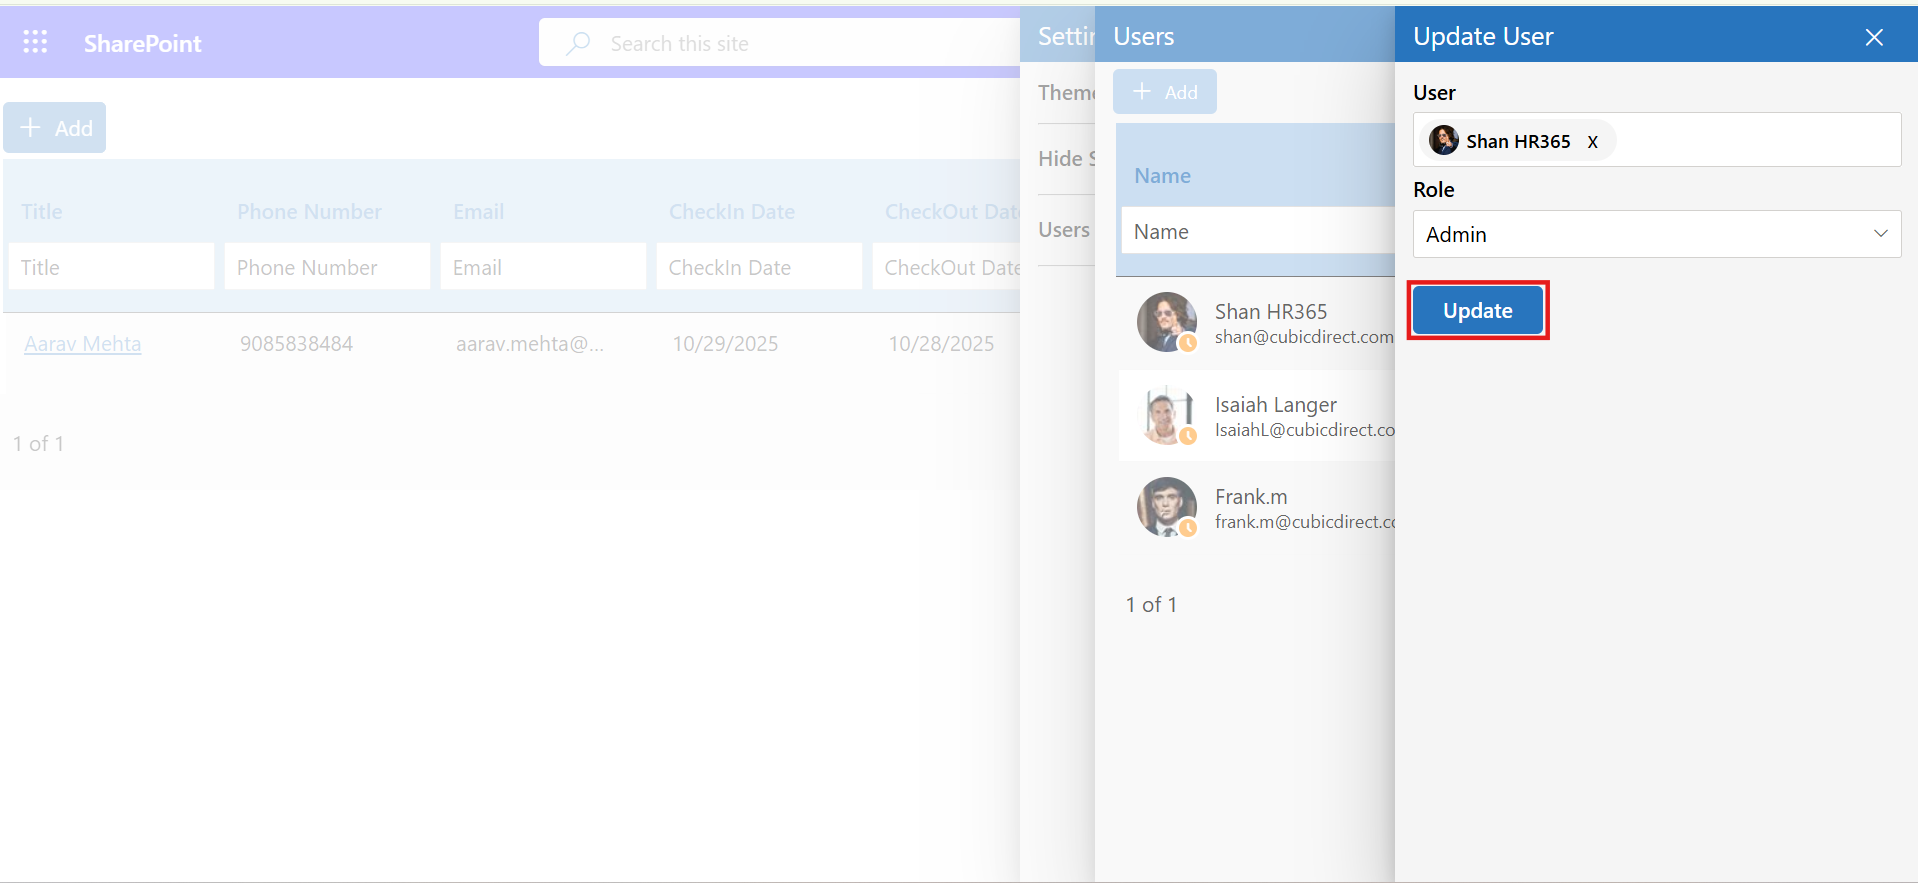 SharePoint
Search this site
Add
Title
Phone Number
Email
CheckIn Date
CheckOut Date
Title
Phone Number
Email
CheckIn Date
CheckOut Date
Aarav Mehta
9085838484
aarav.mehta@...
10/29/2025
10/28/2025
1 of 1
Settin
Theme
Hide S
Users
Users
Add
Name
Name
Shan HR365
shan@cubicdirect.com
Isaiah Langer
IsaiahL@cubicdirect.co
Frank.m
frank.m@cubicdirect.co
1 of 1
Update User
User
Shan HR365 x
Role
Admin
Update